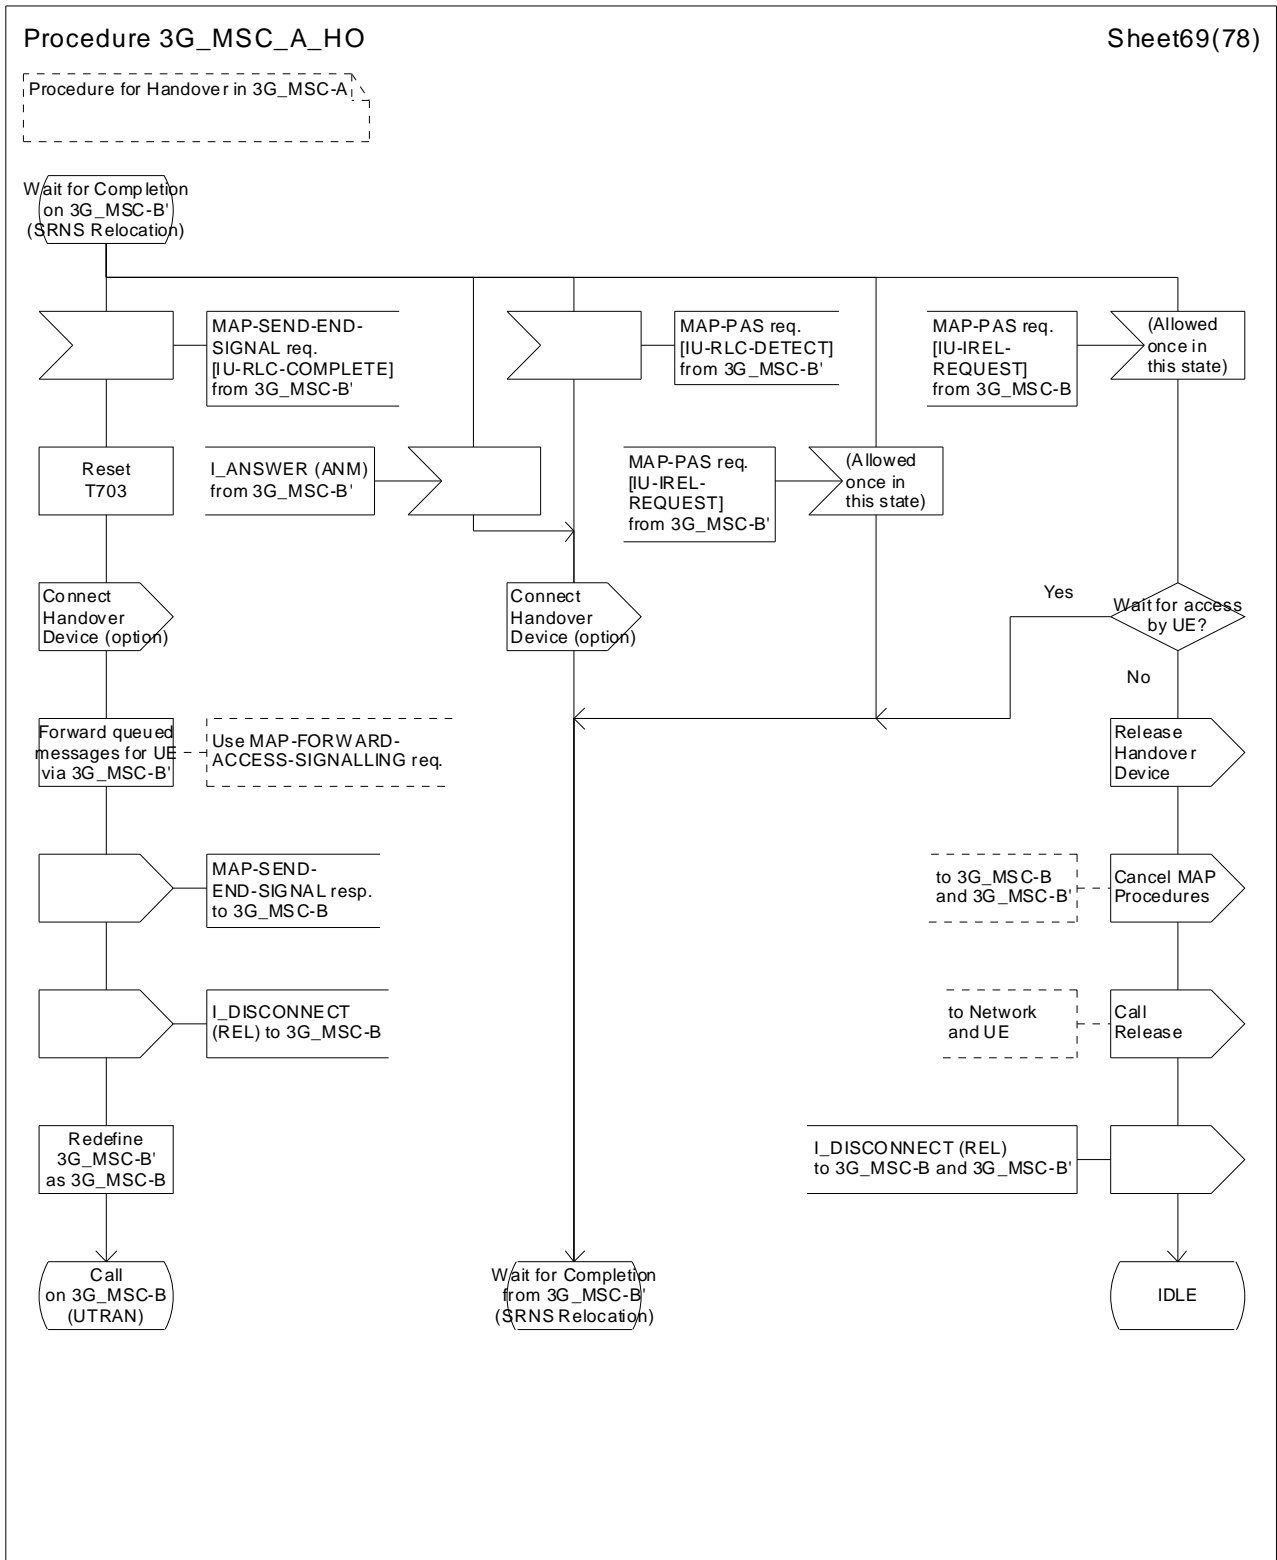 Procedure 3G_MSC_A_HO
Sheet69(78)
Procedure for Handover in 3G_MSC-A
Wait for Completion
on 3G_MSC-B'
(SRNS Relocation)
MAP-SEND-END-
SIGNAL req.
[IU-RLC-COMPLETE]
from 3G_MSC-B'
MAP-PAS req.
[IU-RLC-DETECT]
from 3G_MSC-B'
MAP-PAS req.
[IU-IREL-
REQUEST]
from 3G_MSC-B
(Allowed
once in
this state)
Reset
T703
I_ANSWER (ANM)
from 3G_MSC-B'
MAP-PAS req.
[IU-IREL-
REQUEST]
from 3G_MSC-B'
(Allowed
once in
this state)
Connect
Handover
Device (option)
Connect
Handover
Device (option)
Yes
Wait for access
by UE?
No
Forward queued
messages for UE
via 3G_MSC-B'
Use MAP-FORWARD-
ACCESS-SIGNALLING req.
Release
Handover
Device
MAP-SEND-
END-SIGNAL resp.
to 3G_MSC-B
to 3G_MSC-B
and 3G_MSC-B'
Cancel MAP
Procedures
I_DISCONNECT
(REL) to 3G_MSC-B
to Network
and UE
Call
Release
Redefine
3G_MSC-B'
as 3G_MSC-B
I_DISCONNECT (REL)
to 3G_MSC-B and 3G_MSC-B'
Call
on 3G_MSC-B
(UTRAN)
Wait for Completion
from 3G_MSC-B'
(SRNS Relocation)
IDLE